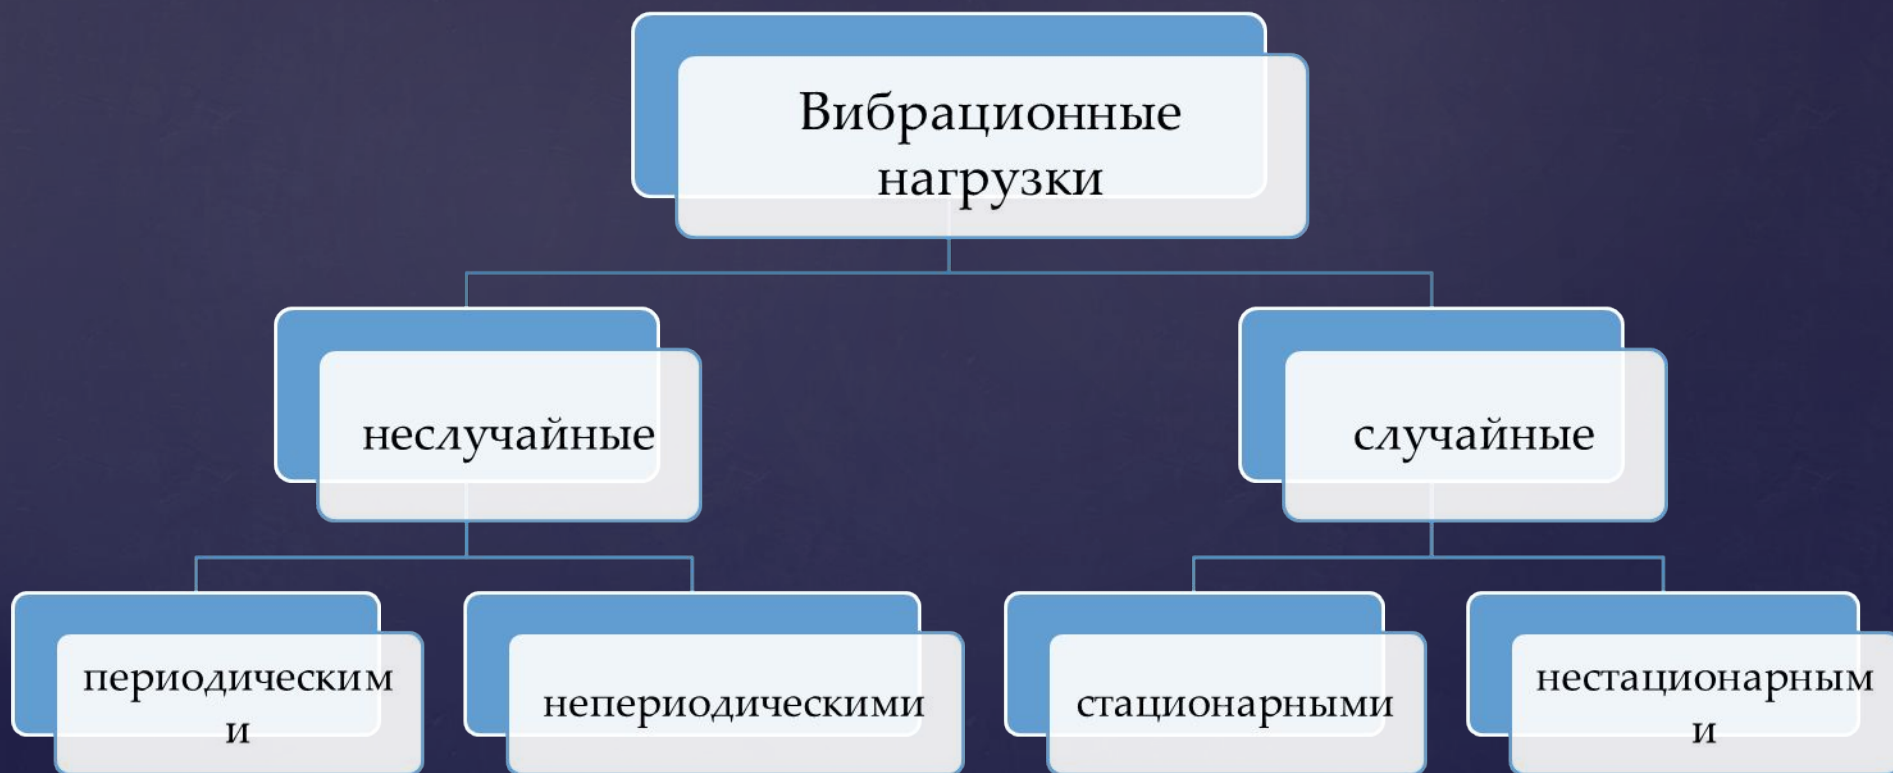 Вибрационные
нагрузки
неслучайные
случайные
периодическим
и
непериодическими
стационарными
нестационарным
и